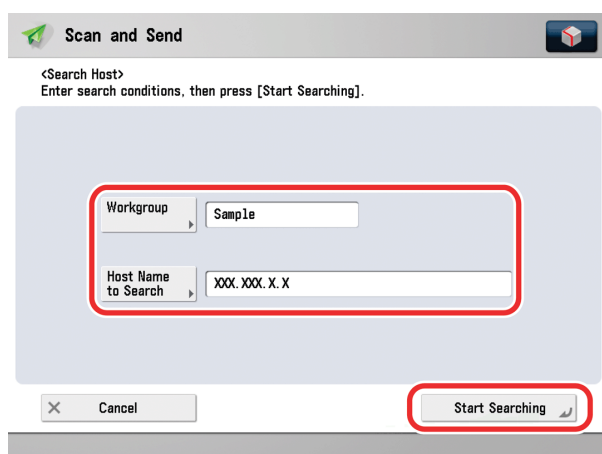 Scan and Send
<Search Host>
Enter search conditions, then press [Start Searching].
Workgroup
Sample
Host Name
to Search
XXX.XXX.X.X
Cancel
Start Searching